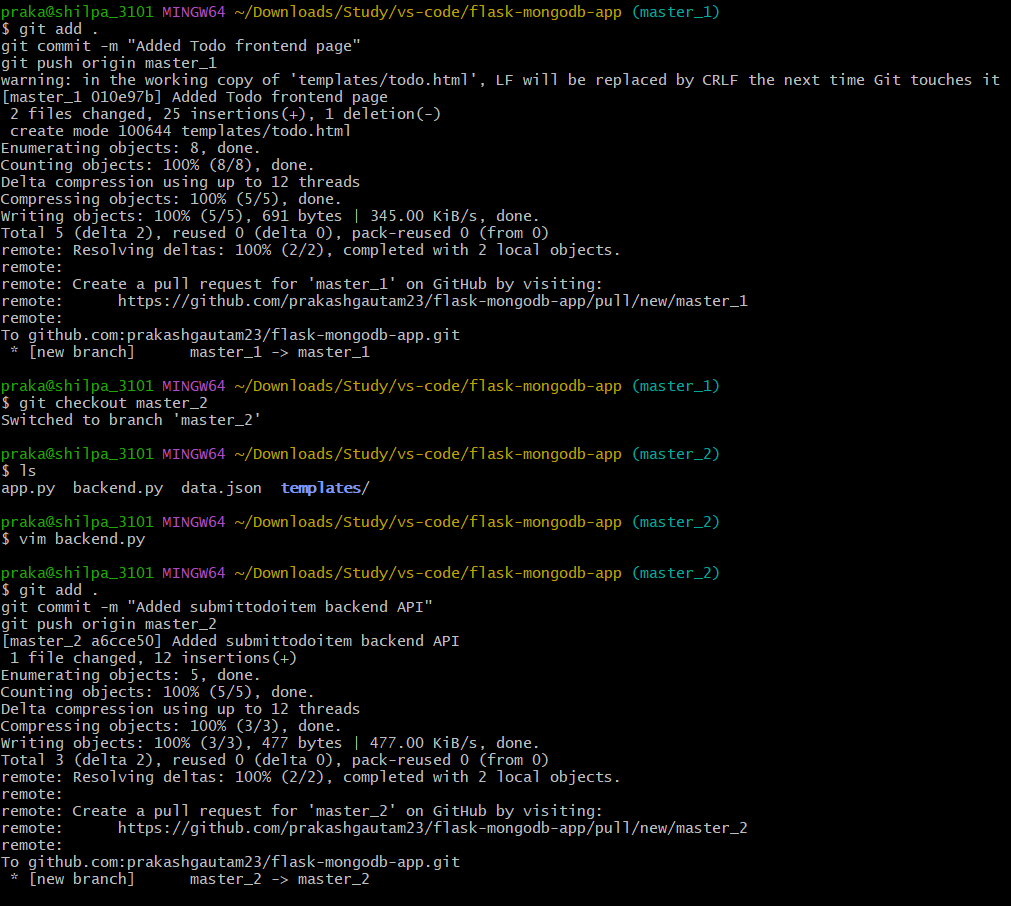 praka@shilpa_3101 MINGW64 ~/Downloads/Study/vs-code/flask-mongodb-app (master_1)
$ git add .
git commit -m "Added Todo frontend page"
git push origin master_1
warning: in the working copy of 'templates/todo.html', LF will be replaced by CRLF the next time Git touches it
[master_1 010e97b] Added Todo frontend page
 2 files changed, 25 insertions(+), 1 deletion(-)
 create mode 100644 templates/todo.html
Enumerating objects: 8, done.
Counting objects: 100% (8/8), done.
Delta compression using up to 12 threads
Compressing objects: 100% (5/5), done.
Writing objects: 100% (5/5), 691 bytes | 345.00 KiB/s, done.
Total 5 (delta 2), reused 0 (delta 0), pack-reused 0 (from 0)
remote: Resolving deltas: 100% (2/2), completed with 2 local objects.
remote:
remote: Create a pull request for 'master_1' on GitHub by visiting:
remote:      https://github.com/prakashgautam23/flask-mongodb-app/pull/new/master_1
remote:
To github.com:prakashgautam23/flask-mongodb-app.git
 * [new branch]      master_1 -> master_1
praka@shilpa_3101 MINGW64 ~/Downloads/Study/vs-code/flask-mongodb-app (master_1)
$ git checkout master_2
Switched to branch 'master_2'
praka@shilpa_3101 MINGW64 ~/Downloads/Study/vs-code/flask-mongodb-app (master_2)
$ ls
app.py  backend.py  data.json  templates/
praka@shilpa_3101 MINGW64 ~/Downloads/Study/vs-code/flask-mongodb-app (master_2)
$ vim backend.py
praka@shilpa_3101 MINGW64 ~/Downloads/Study/vs-code/flask-mongodb-app (master_2)
$ git add .
git commit -m "Added submittodoitem backend API"
git push origin master_2
[master_2 a6cce50] Added submittodoitem backend API
 1 file changed, 12 insertions(+)
Enumerating objects: 5, done.
Counting objects: 100% (5/5), done.
Delta compression using up to 12 threads
Compressing objects: 100% (3/3), done.
Writing objects: 100% (3/3), 477 bytes | 477.00 KiB/s, done.
Total 3 (delta 2), reused 0 (delta 0), pack-reused 0 (from 0)
remote: Resolving deltas: 100% (2/2), completed with 2 local objects.
remote:
remote: Create a pull request for 'master_2' on GitHub by visiting:
remote:      https://github.com/prakashgautam23/flask-mongodb-app/pull/new/master_2
remote:
To github.com:prakashgautam23/flask-mongodb-app.git
 * [new branch]      master_2 -> master_2